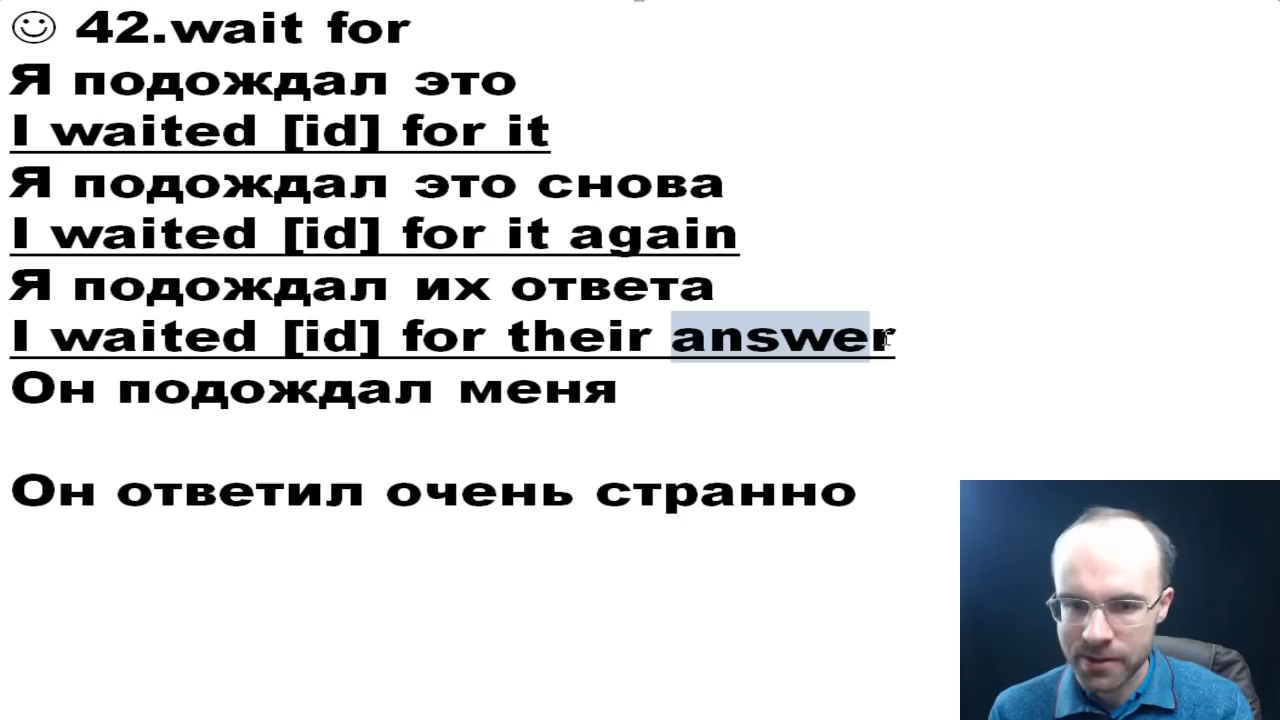 ☺ 42.wait for
Я подождал это
I waited [id] for it
Я подождал это снова
I waited [id] for it again
Я подождал их ответа
I waited [id] for their answer
Он подождал меня
Он ответил очень странно